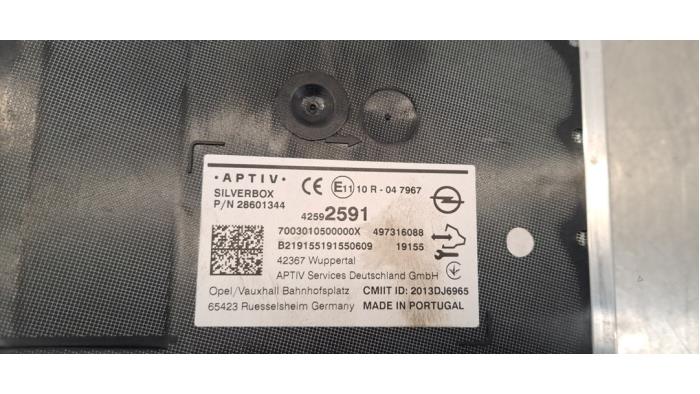 · APTIV ·
SILVERBOX
P/N 28601344
CE E11 10 R - 04 7967
42592591
7003010500000X 497316088
B219155191550609 19155
42367 Wuppertal
APTIV Services Deutschland GmbH
Opel/Vauxhall Bahnhofsplatz CMIIT ID: 2013DJ6965
65423 Ruesselsheim Germany MADE IN PORTUGAL